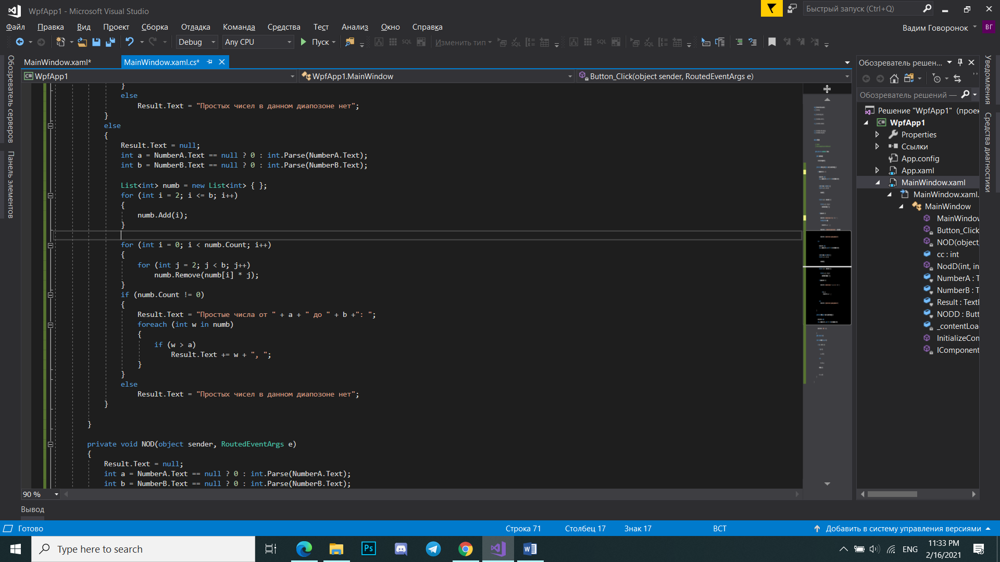 WpfApp1 - Microsoft Visual Studio
Быстрый запуск (Ctrl+Q)
Файл Правка Вид Проект Сборка Отладка Команда Средства Тест Анализ Окно Справка
Вадим Говоронок ВГ
Debug Any CPU Пуск SQL Изменить тип SQL SQL SQL
Обозреватель серверов
Панель элементов
MainWindow.xaml*
MainWindow.xaml.cs*
C# WpfApp1
WpfApp1.MainWindow
Button_Click(object sender, RoutedEventArgs e)
}
else
Result.Text = "Простых чисел в данном диапозоне нет";
}
else
{
Result.Text = null;
int a = NumberA.Text == null ? 0 : int.Parse(NumberA.Text);
int b = NumberB.Text == null ? 0 : int.Parse(NumberB.Text);
List<int> numb = new List<int> { };
for (int i = 2; i <= b; i++)
{
numb.Add(i);
}
for (int i = 0; i < numb.Count; i++)
{
for (int j = 2; j < b; j++)
numb.Remove(numb[i] * j);
}
if (numb.Count != 0)
{
Result.Text = "Простые числа от " + a + " до " + b +": ";
foreach (int w in numb)
{
if (w > a)
Result.Text += w + ", ";
}
}
else
Result.Text = "Простых чисел в данном диапозоне нет";
}
}
private void NOD(object sender, RoutedEventArgs e)
{
Result.Text = null;
int a = NumberA.Text == null ? 0 : int.Parse(NumberA.Text);
int b = NumberB.Text == null ? 0 : int.Parse(NumberB.Text);
90 %
Обозреватель решен...
Обозреватель решений —
Решение "WpfApp1" (проек
C# WpfApp1
Properties
Ссылки
App.config
App.xaml
MainWindow.xaml
MainWindow.xaml.
MainWindow
MainWindow
Button_Click
NOD(object,
cc : int
NodD(int, in
NumberA : T
NumberB : T
Result : Text
NODD : Butt
_contentLoa
InitializeCon
IComponent
Уведомления
Средства диагностики
Вывод
Готово
Строка 71
Столбец 17
Знак 17
ВСТ
Добавить в систему управления версиями
Type here to search
Ps
ENG
11:33 PM
2/16/2021